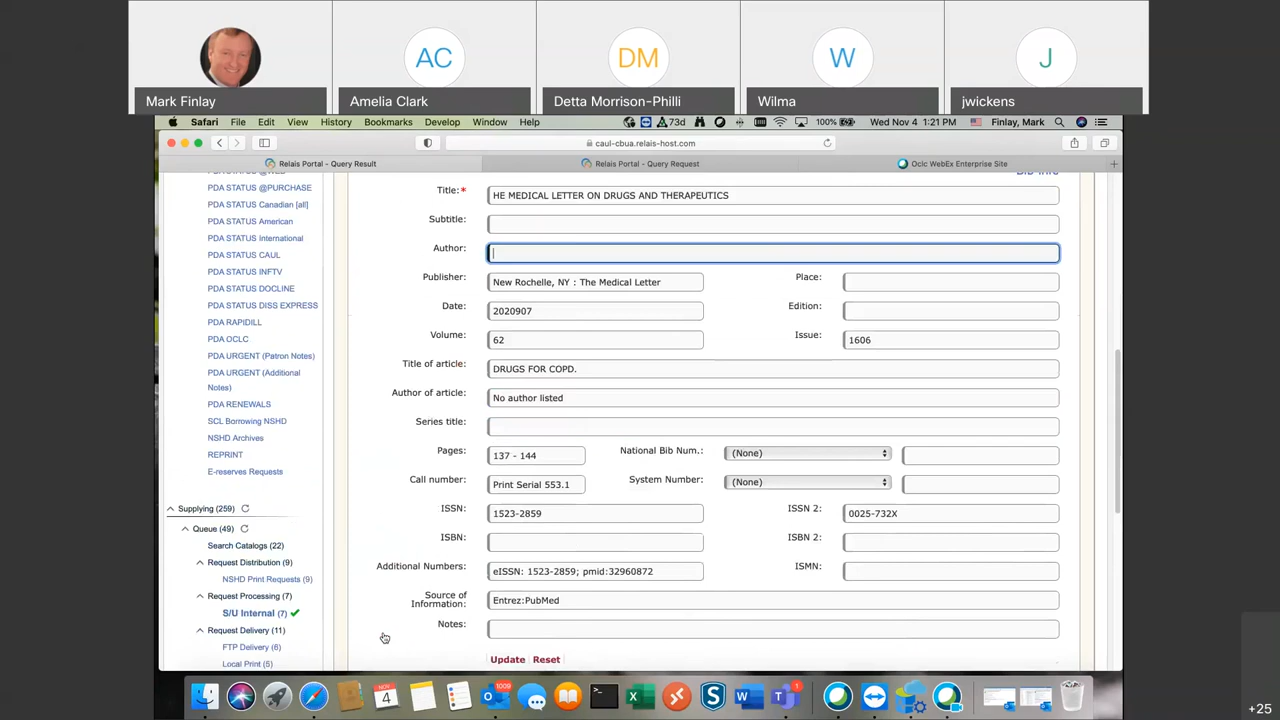 AC
DM
W
J
Mark Finlay
Amelia Clark
Detta Morrison-Philli
Wilma
jwickens
Safari File Edit View History Bookmarks Develop Window Help
73d 100% Wed Nov 4 1:21 PM Finlay, Mark
caul-cbua.relais-host.com
Relais Portal - Query Result
Relais Portal - Query Request
Oclc WebEx Enterprise Site
PDA STATUS @PURCHASE
PDA STATUS Canadian [all]
PDA STATUS American
PDA STATUS International
PDA STATUS CAUL
PDA STATUS INFTV
PDA STATUS DOCLINE
PDA STATUS DISS EXPRESS
PDA RAPIDILL
PDA OCLC
PDA URGENT (Patron Notes)
PDA URGENT (Additional
Notes)
PDA RENEWALS
SCL Borrowing NSHD
NSHD Archives
REPRINT
E-reserves Requests
Supplying (259)
Queue (49)
Search Catalogs (22)
Request Distribution (9)
NSHD Print Requests (9)
Request Processing (7)
S/U Internal (7)
Request Delivery (11)
FTP Delivery (6)
Local Print (5)
Title:* HE MEDICAL LETTER ON DRUGS AND THERAPEUTICS
Subtitle:
Author:
Publisher: New Rochelle, NY : The Medical Letter Place:
Date: 2020907 Edition:
Volume: 62 Issue: 1606
Title of article: DRUGS FOR COPD.
Author of article: No author listed
Series title:
Pages: 137 - 144 National Bib Num.: (None)
Call number: Print Serial 553.1 System Number: (None)
ISSN: 1523-2859 ISSN 2: 0025-732X
ISBN: ISBN 2:
Additional Numbers: eISSN: 1523-2859; pmid:32960872 ISMN:
Source of
Information: Entrez:PubMed
Notes:
Update Reset
1009
NOV
4
+25